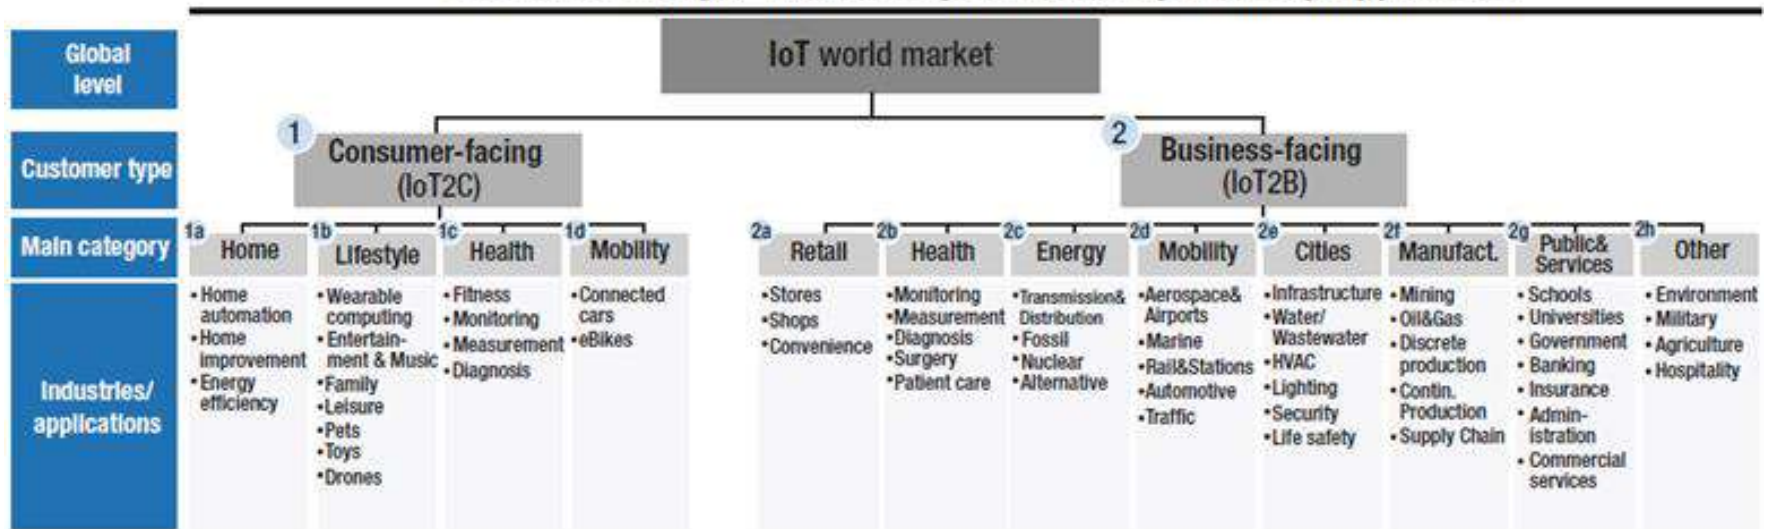 Global
level
IoT world market
Customer type
1
Consumer-facing
(IoT2C)
2
Business-facing
(IoT2B)
Main category
1a
Home
1b
Lifestyle
1c
Health
1d
Mobility
2a
Retail
2b
Health
2c
Energy
2d
Mobility
2e
Cities
2f
Manufact.
2g
Public&
Services
2h
Other
Industries/
applications
•Home
automation
•Home
improvement
•Energy
efficiency
•Wearable
computing
•Entertain-
ment & Music
•Family
•Leisure
•Pets
•Toys
•Drones
•Fitness
•Monitoring
•Measurement
•Diagnosis
•Connected
cars
•eBikes
•Stores
•Shops
•Convenience
•Monitoring
•Measurement
•Diagnosis
•Surgery
•Patient care
•Transmission&
Distribution
•Fossil
•Nuclear
•Alternative
•Aerospace&
Airports
•Marine
•Rail&Stations
•Automotive
•Traffic
•Infrastructure
•Water/
Wastewater
•HVAC
•Lighting
•Security
•Life safety
•Mining
•Oil&Gas
•Discrete
production
•Contin.
Production
•Supply Chain
• Schools
• Universities
• Government
• Banking
• Insurance
• Admin-
istration
• Commercial
services
• Environment
• Military
• Agriculture
• Hospitality